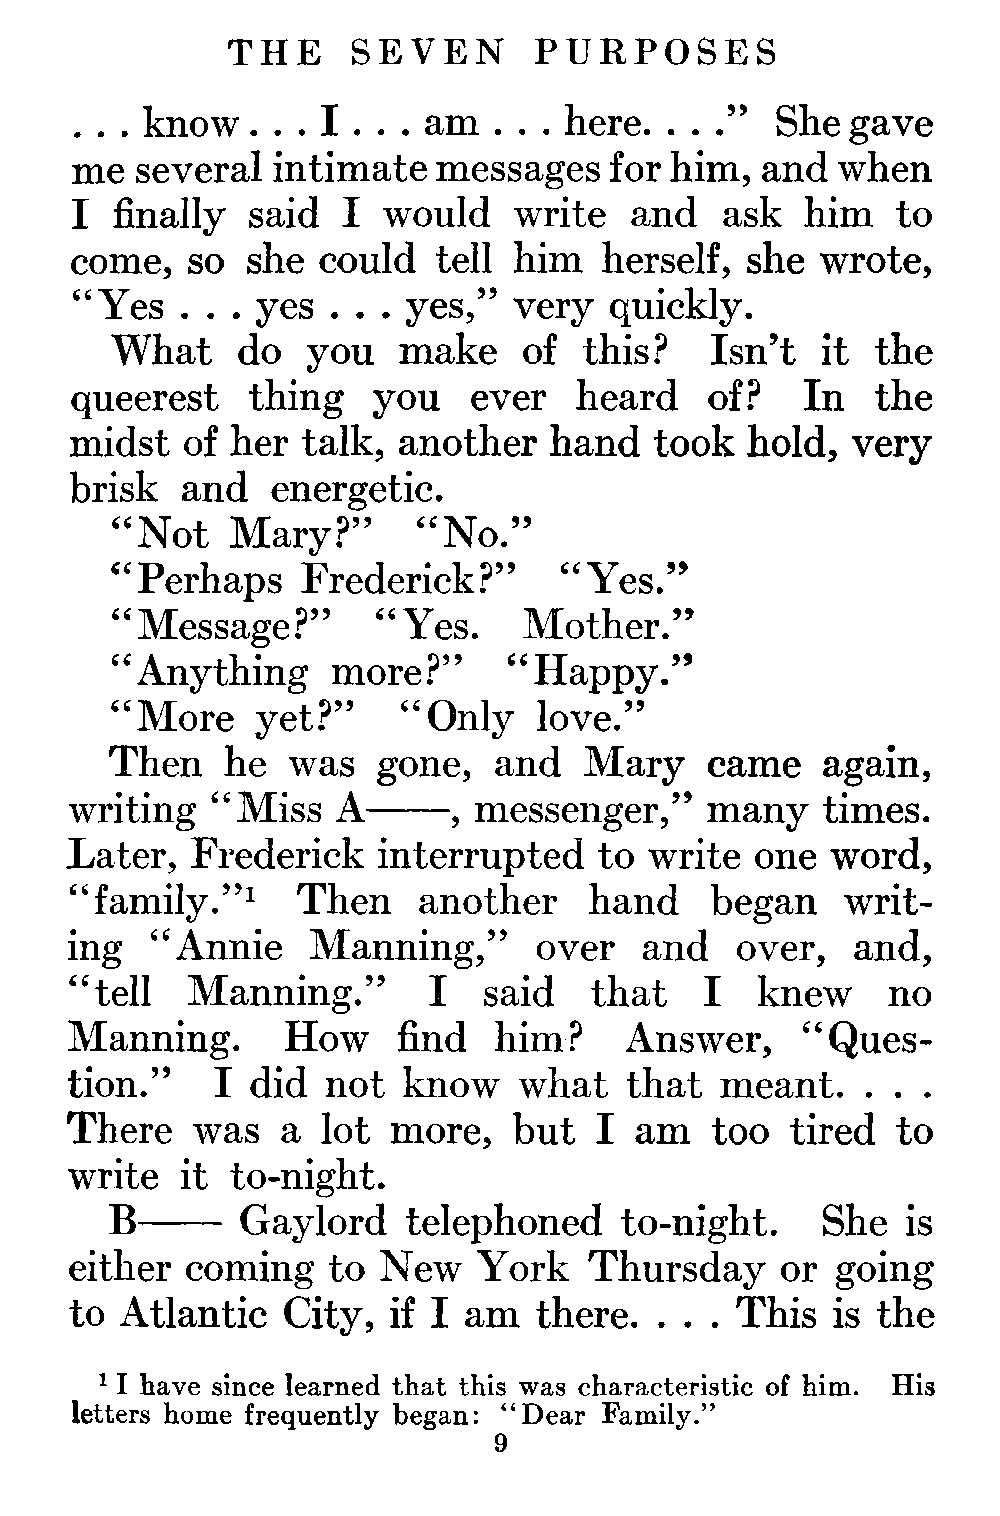 THE SEVEN PURPOSES
. . . know . . . I . . . am . . . here. . . ." She gave
me several intimate messages for him, and when
I finally said I would write and ask him to
come, so she could tell him herself, she wrote,
"Yes . . . yes . . . yes," very quickly.
What do you make of this? Isn't it the
queerest thing you ever heard of? In the
midst of her talk, another hand took hold, very
brisk and energetic.
"Not Mary?" "No."
"Perhaps Frederick?" "Yes."
"Message?" "Yes. Mother."
"Anything more?" "Happy."
"More yet?" "Only love."
Then he was gone, and Mary came again,
writing "Miss A——, messenger," many times.
Later, Frederick interrupted to write one word,
"family."¹ Then another hand began writ-
ing "Annie Manning," over and over, and,
"tell Manning." I said that I knew no
Manning. How find him? Answer, "Ques-
tion." I did not know what that meant. . . .
There was a lot more, but I am too tired to
write it to-night.
B—— Gaylord telephoned to-night. She is
either coming to New York Thursday or going
to Atlantic City, if I am there. . . . This is the
¹ I have since learned that this was characteristic of him. His
letters home frequently began: "Dear Family."
9